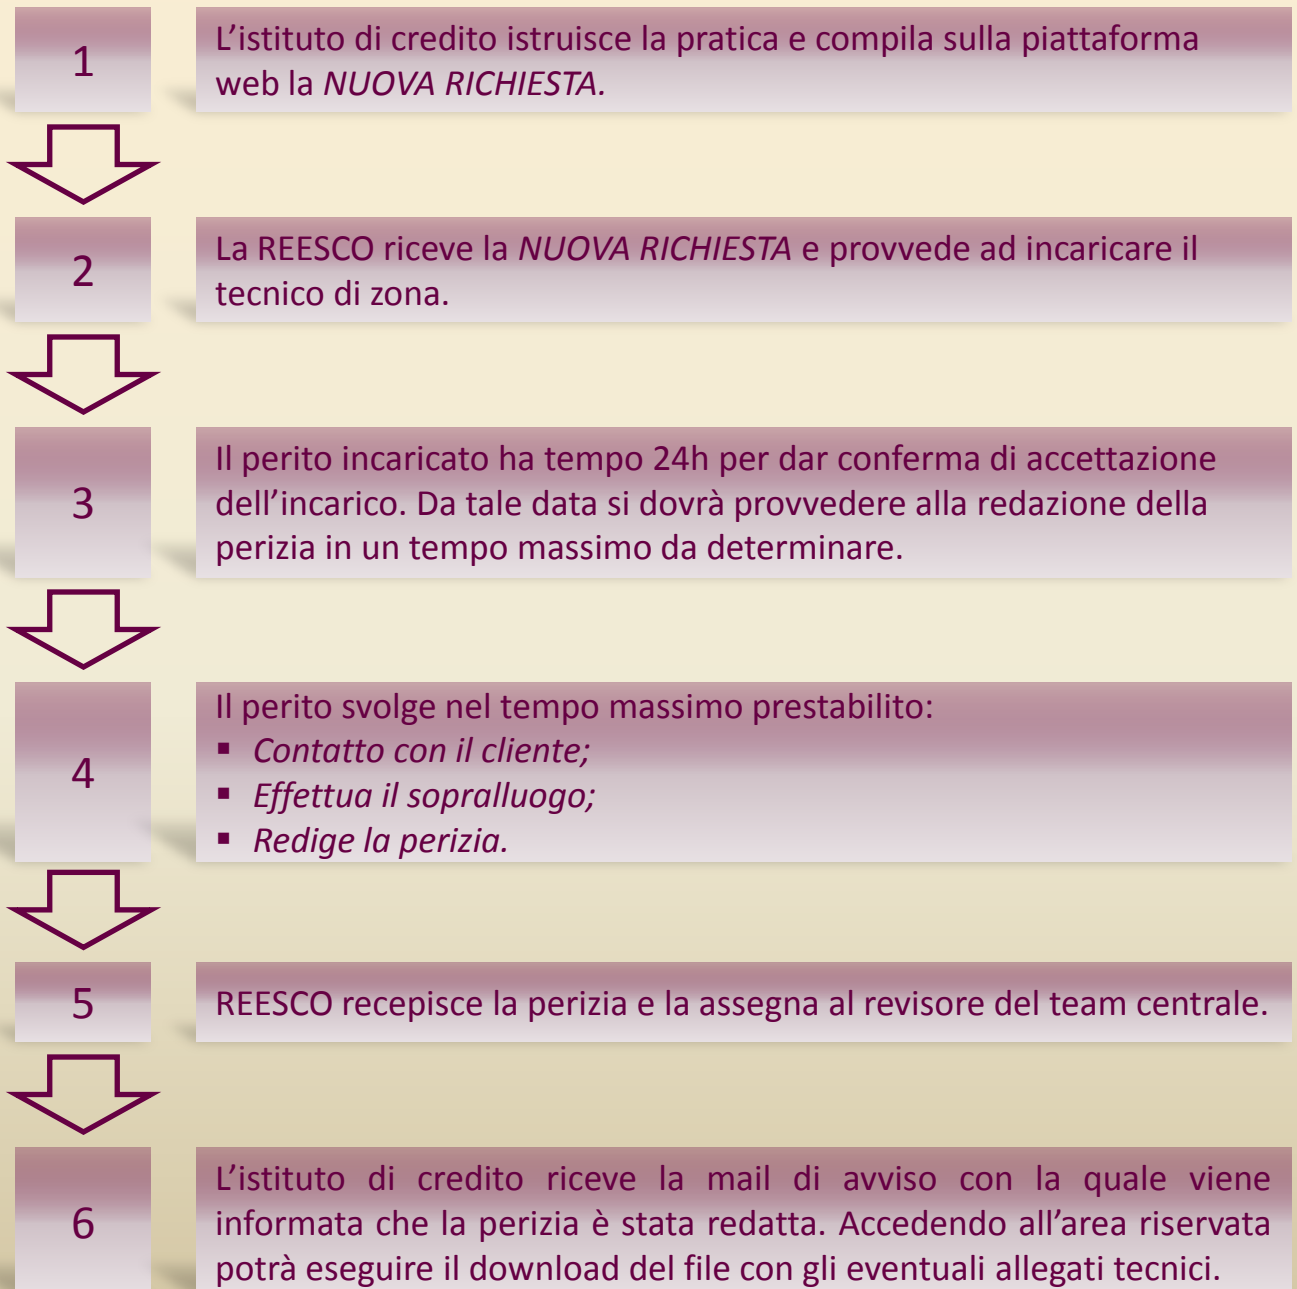 1
L’istituto di credito istruisce la pratica e compila sulla piattaforma
web la NUOVA RICHIESTA.
2
La REESCO riceve la NUOVA RICHIESTA e provvede ad incaricare il
tecnico di zona.
3
Il perito incaricato ha tempo 24h per dar conferma di accettazione
dell’incarico. Da tale data si dovrà provvedere alla redazione della
perizia in un tempo massimo da determinare.
4
Il perito svolge nel tempo massimo prestabilito:
▪ Contatto con il cliente;
▪ Effettua il sopralluogo;
▪ Redige la perizia.
5
REESCO recepisce la perizia e la assegna al revisore del team centrale.
6
L’istituto di credito riceve la mail di avviso con la quale viene
informata che la perizia è stata redatta. Accedendo all’area riservata
potrà eseguire il download del file con gli eventuali allegati tecnici.